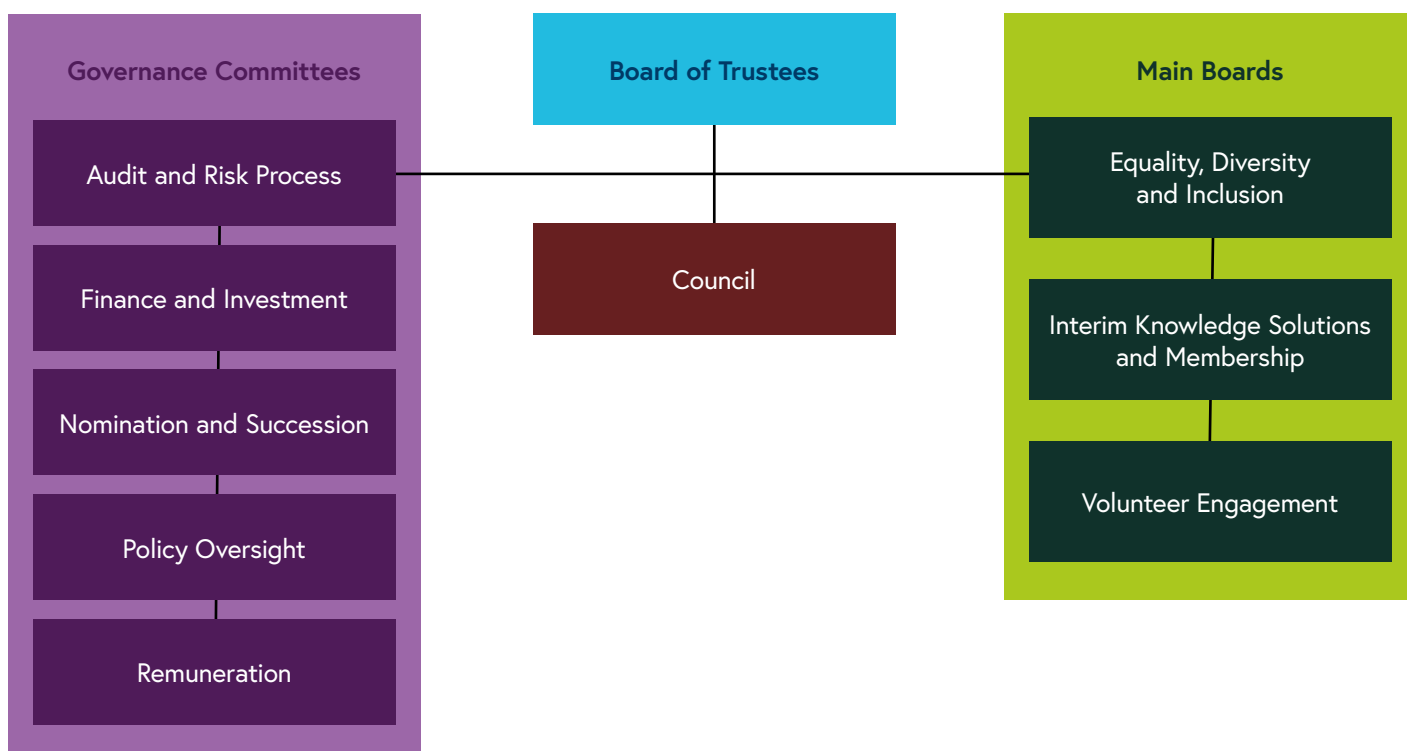 Governance Committees
Audit and Risk Process
Finance and Investment
Nomination and Succession
Policy Oversight
Remuneration
Board of Trustees
Council
Main Boards
Equality, Diversity
and Inclusion
Interim Knowledge Solutions
and Membership
Volunteer Engagement